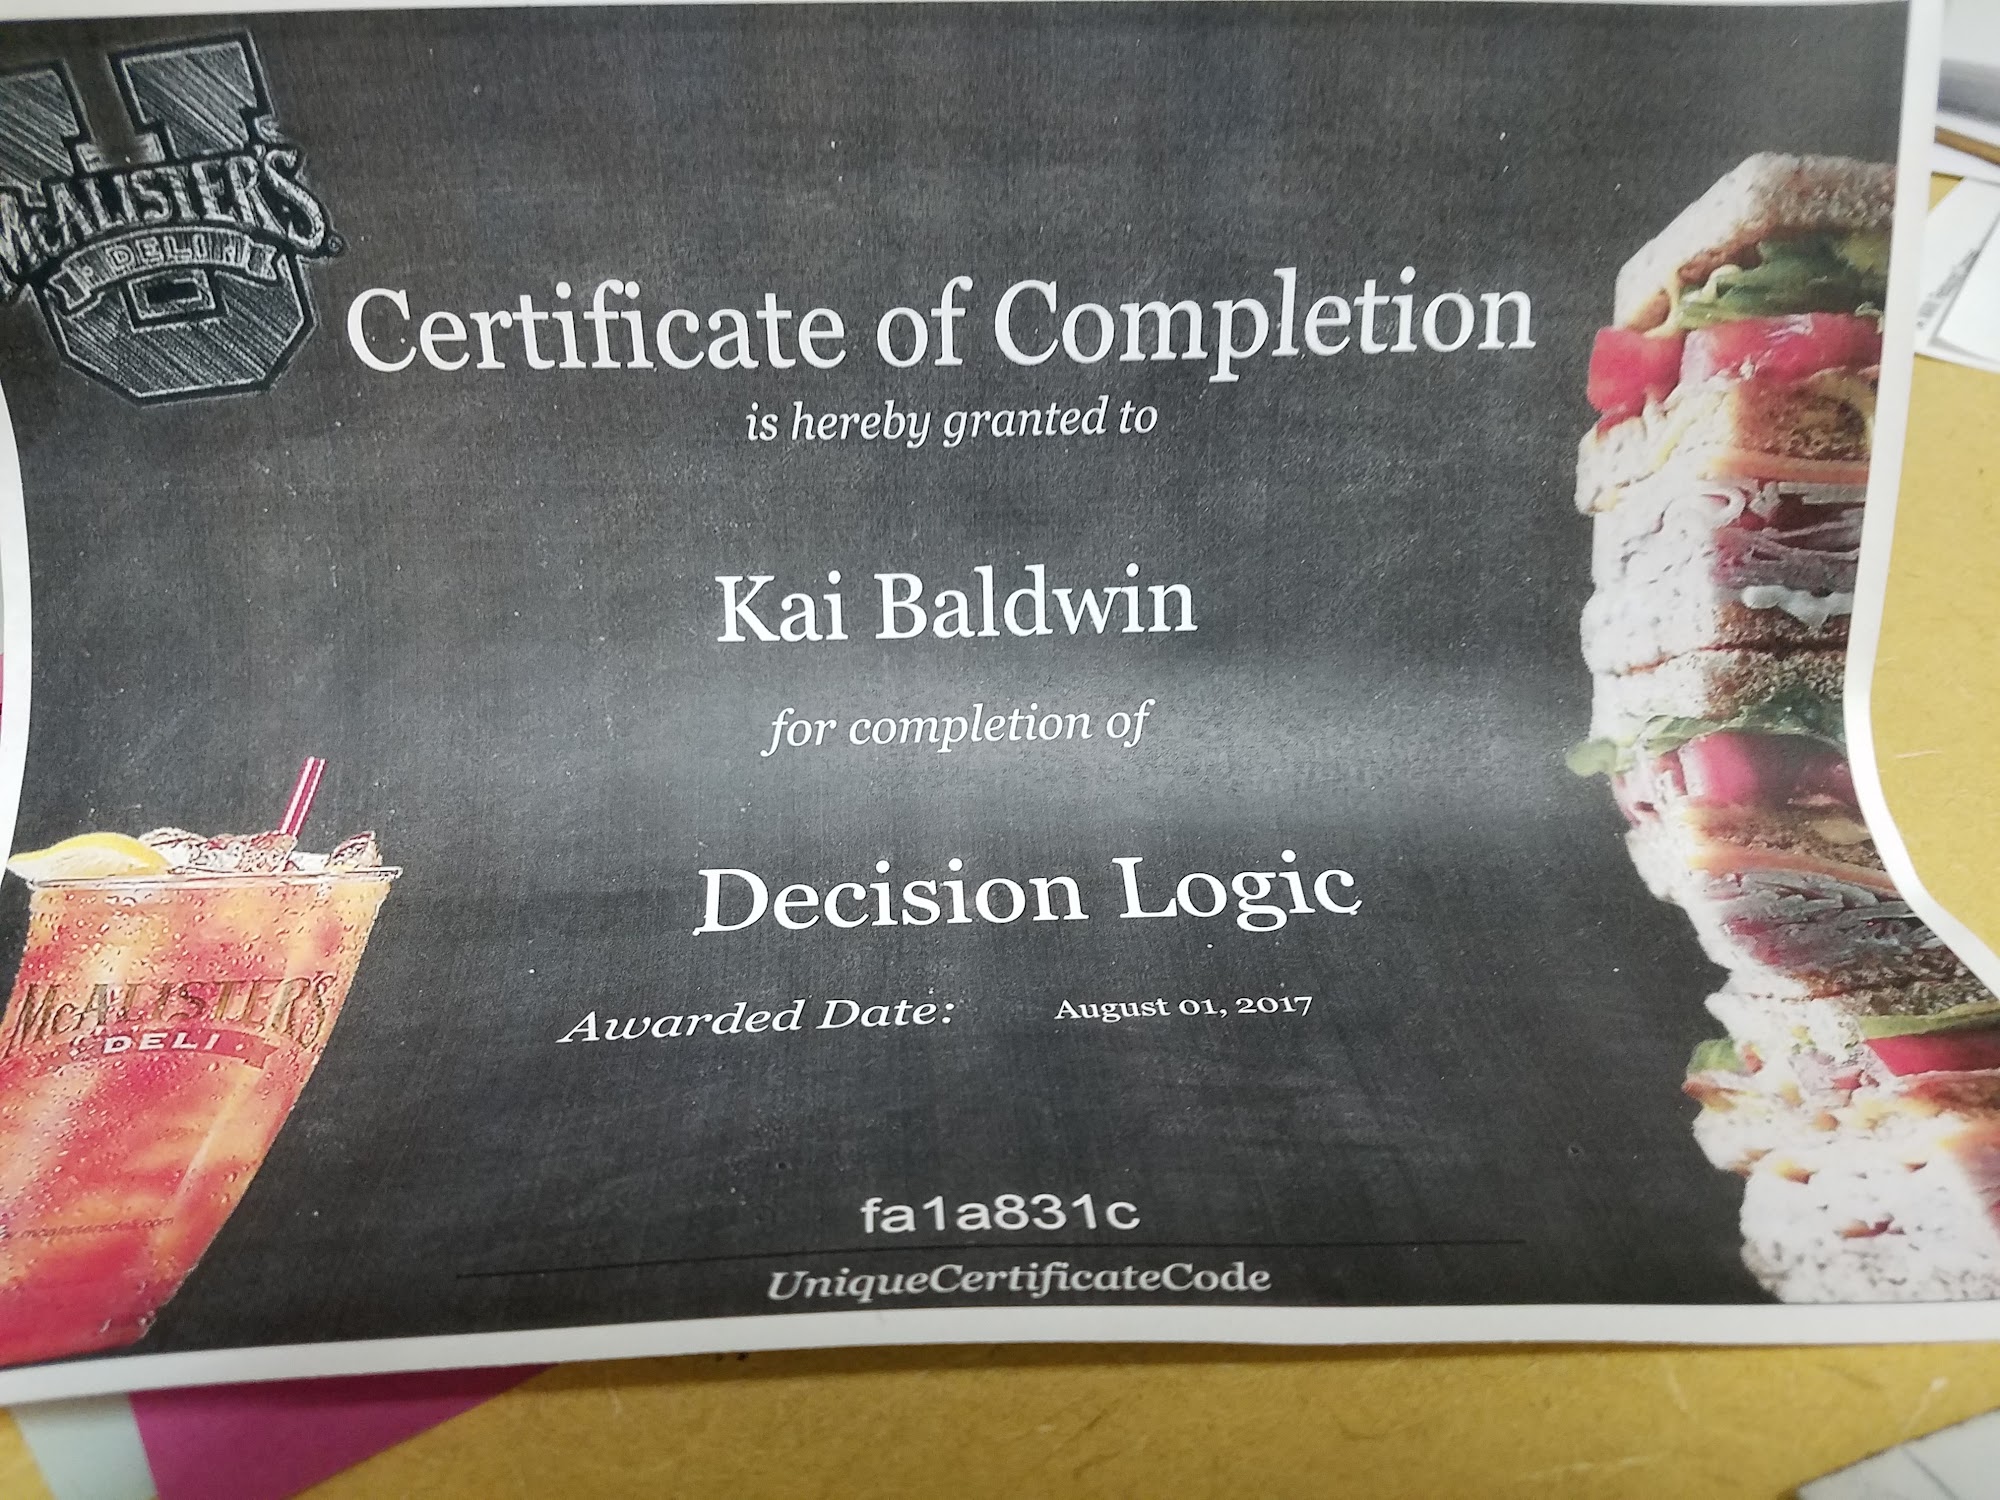 McALISTER'S
DELI
Certificate of Completion
is hereby granted to
Kai Baldwin
for completion of
Decision Logic
Awarded Date: August 01, 2017
McALISTER'S
DELI
fa1a831c
UniqueCertificateCode